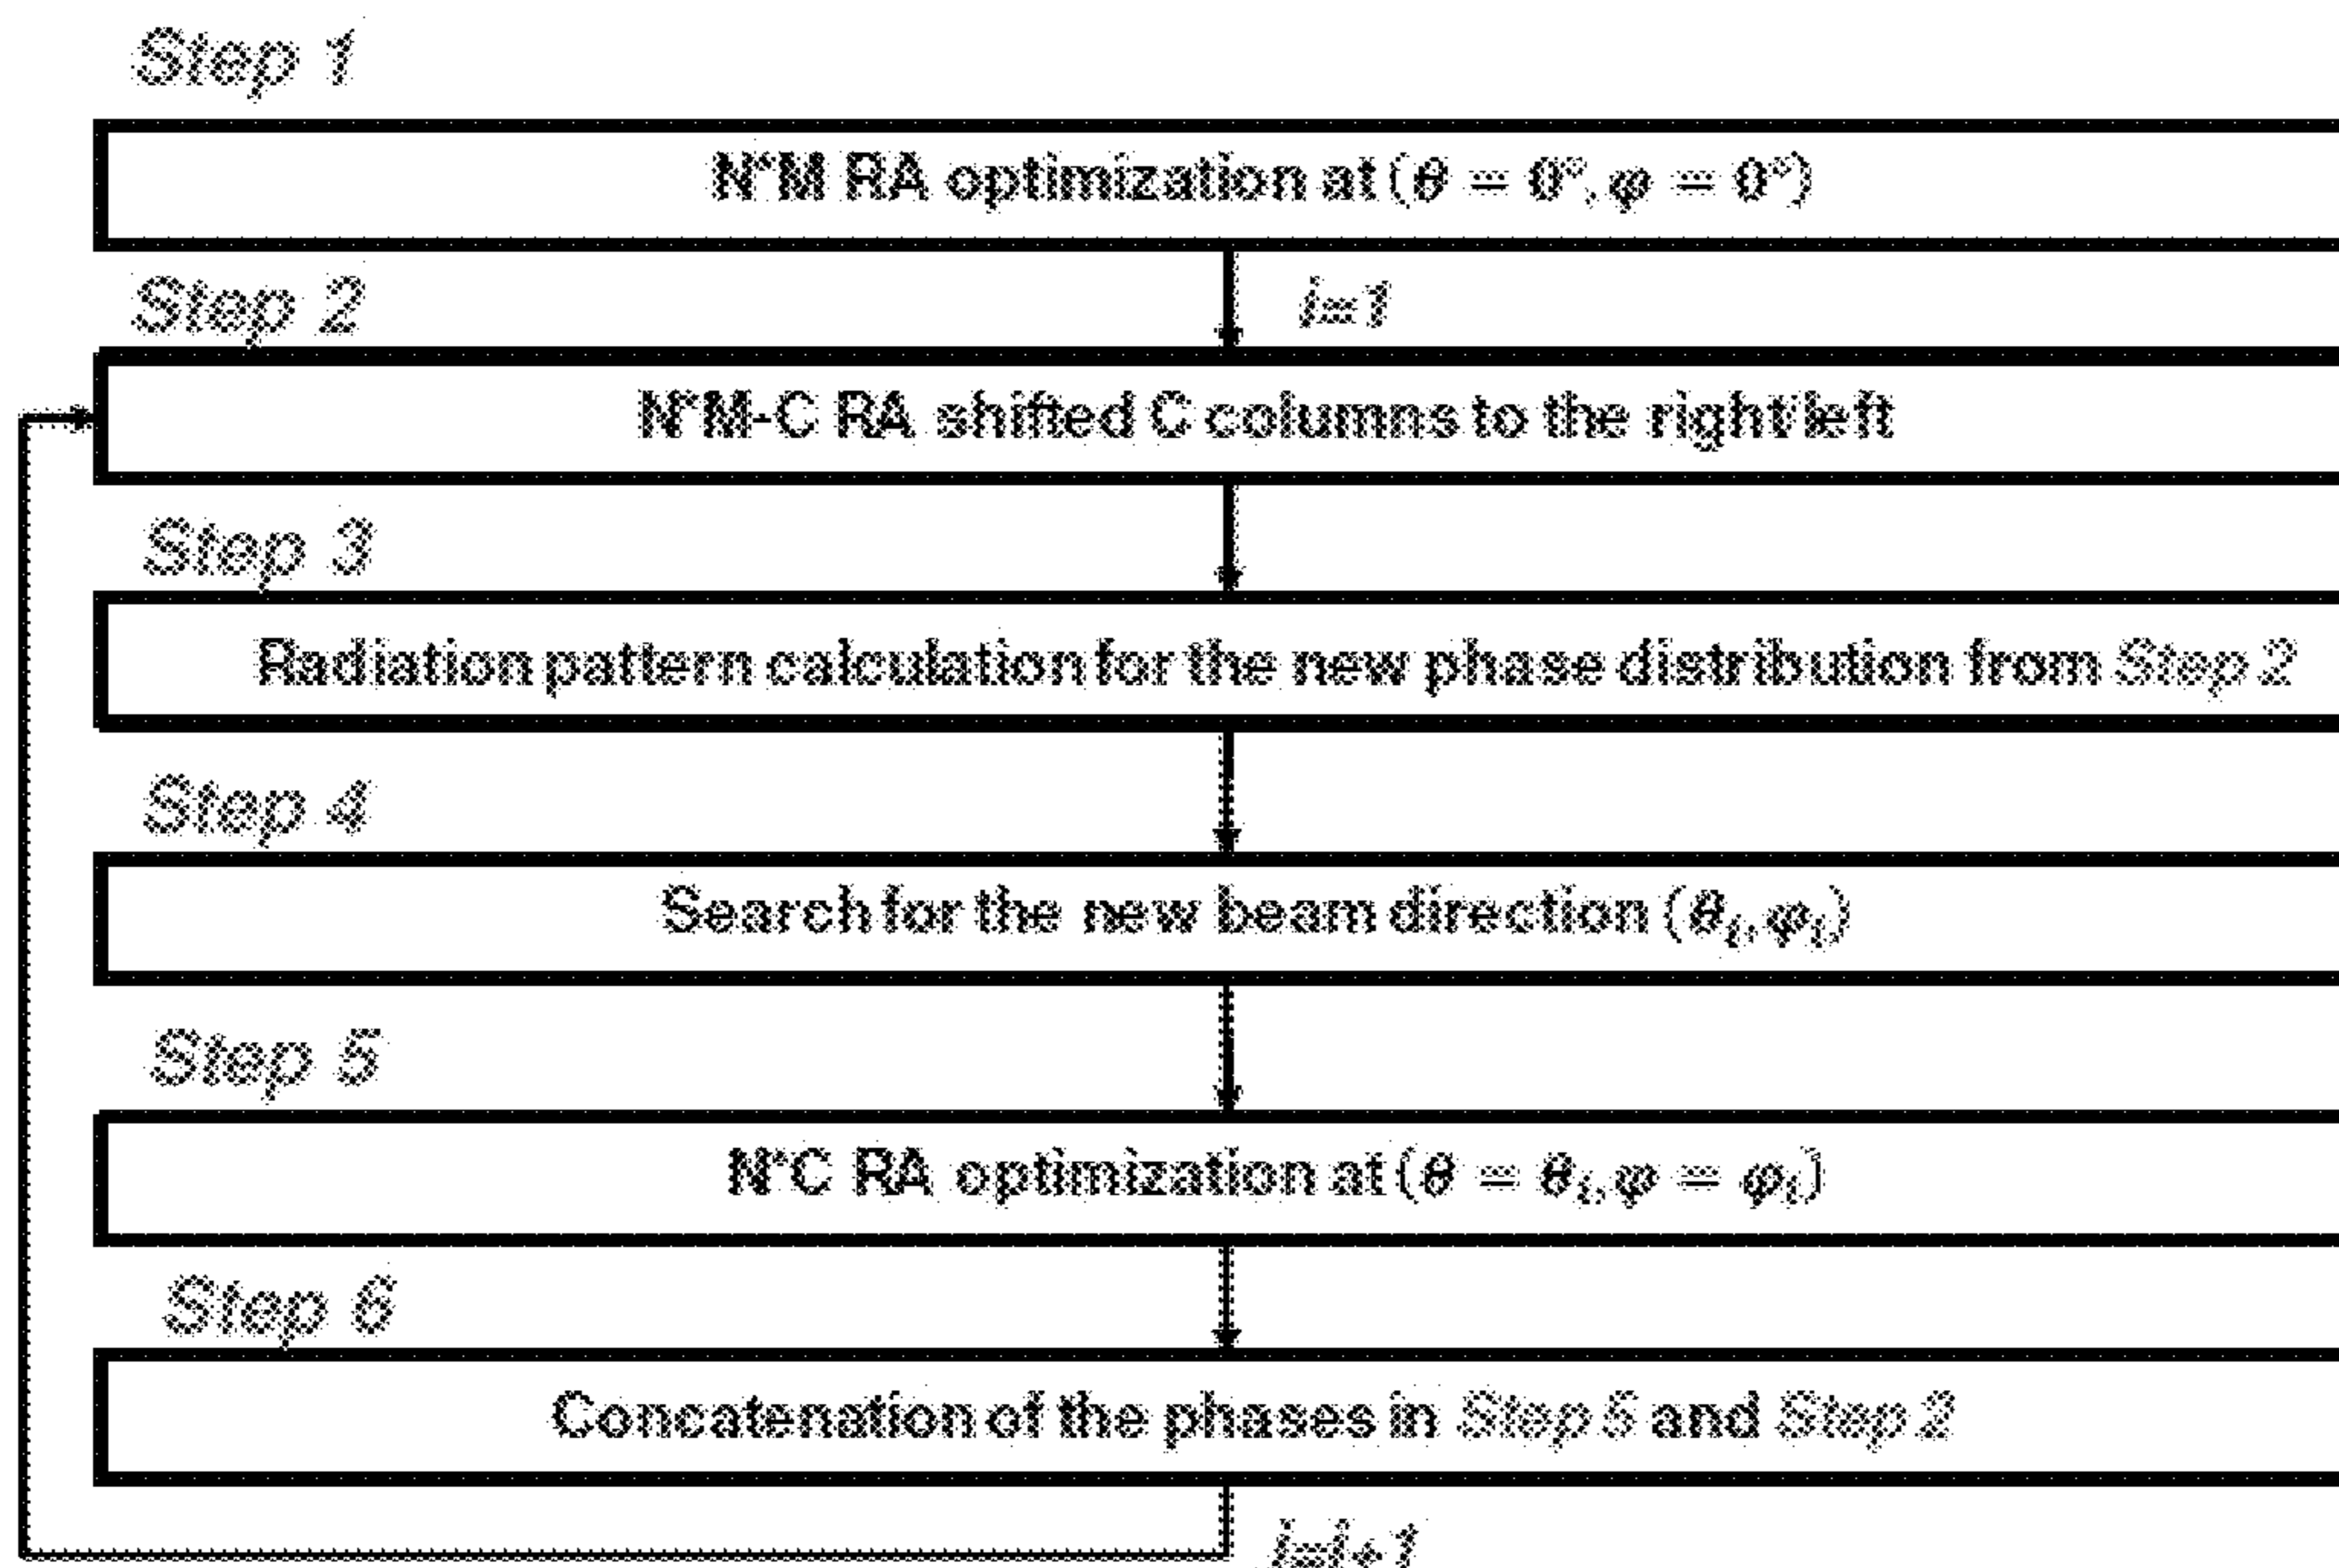 Step 1
N*M RA optimization at (θ = 0°, φ = 0°)
i=1
Step 2
N*M-C RA shifted C columns to the right/left
Step 3
Radiation pattern calculation for the new phase distribution from Step 2
Step 4
Search for the new beam direction (θᵢ, φᵢ)
Step 5
N*C RA optimization at (θ = θᵢ, φ = φᵢ)
Step 6
Concatenation of the phases in Step 5 and Step 2
i=i+1